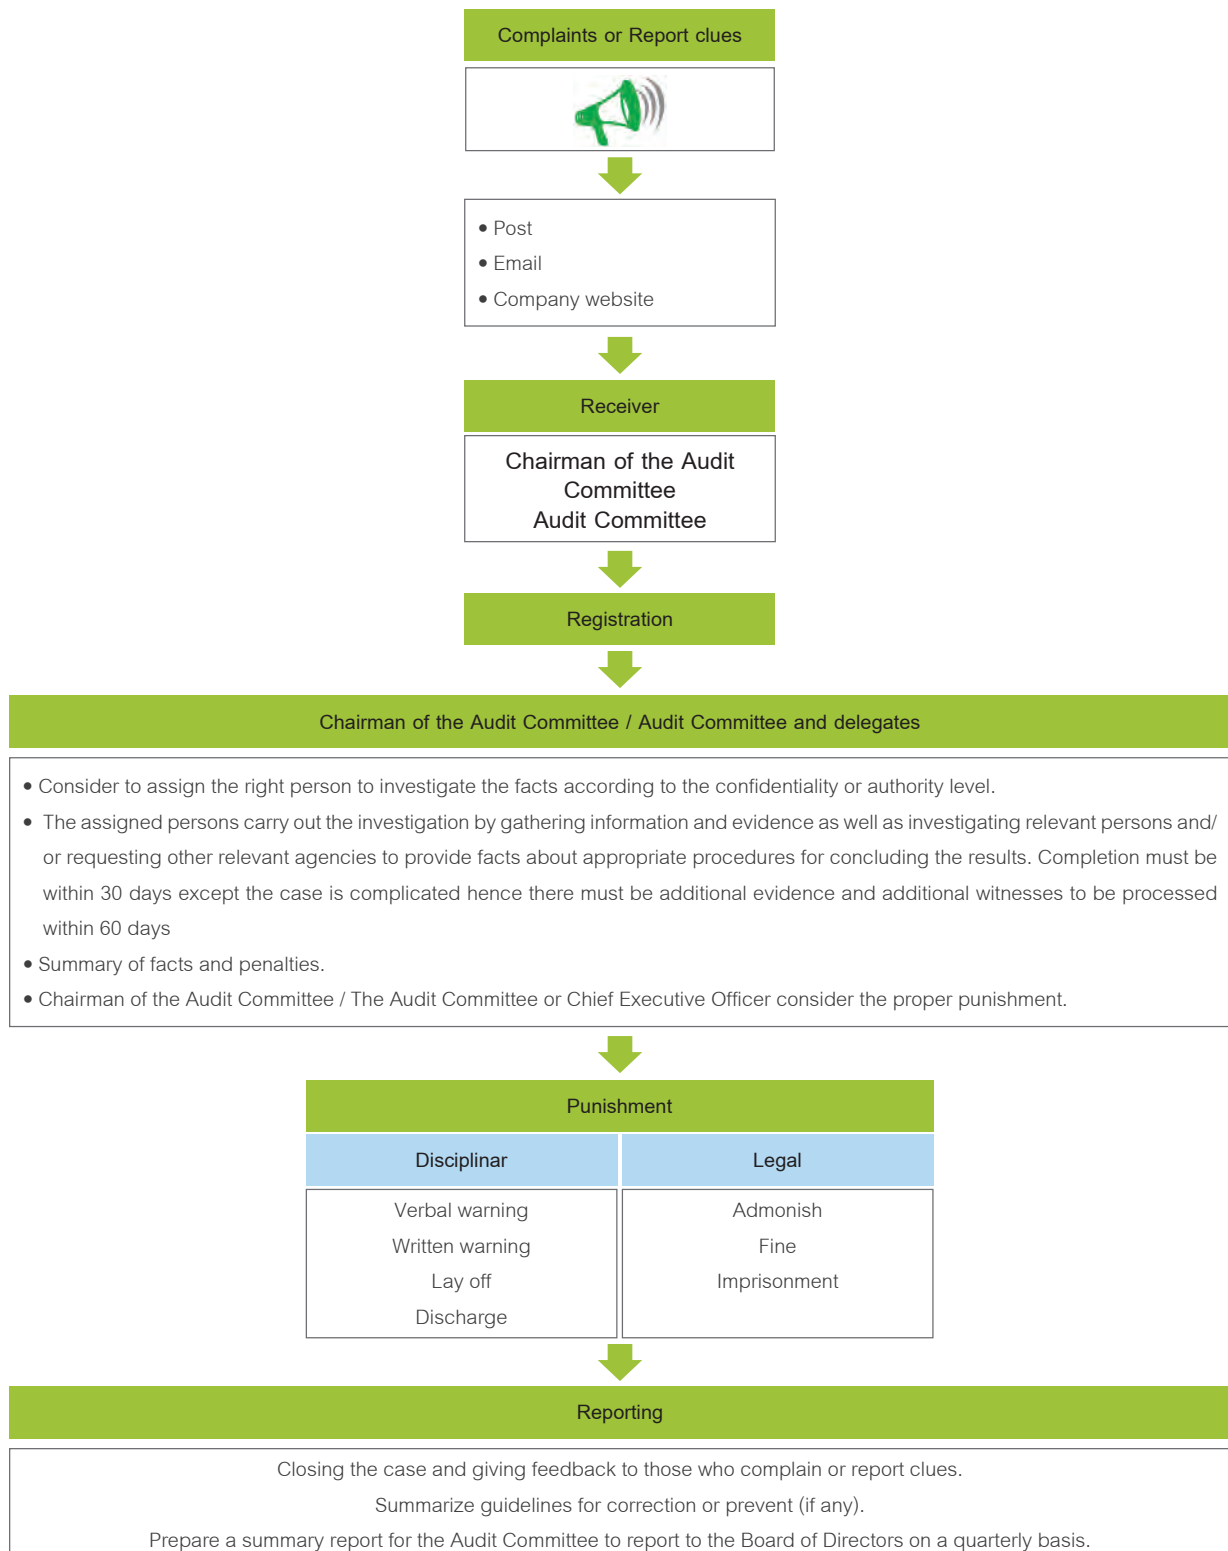 Complaints or Report clues
• Post
• Email
• Company website
Receiver
Chairman of the Audit
Committee
Audit Committee
Registration
Chairman of the Audit Committee / Audit Committee and delegates
• Consider to assign the right person to investigate the facts according to the confidentiality or authority level.
• The assigned persons carry out the investigation by gathering information and evidence as well as investigating relevant persons and/
or requesting other relevant agencies to provide facts about appropriate procedures for concluding the results. Completion must be
within 30 days except the case is complicated hence there must be additional evidence and additional witnesses to be processed
within 60 days
• Summary of facts and penalties.
• Chairman of the Audit Committee / The Audit Committee or Chief Executive Officer consider the proper punishment.
Punishment
Disciplinar
Verbal warning
Written warning
Lay off
Discharge
Legal
Admonish
Fine
Imprisonment
Reporting
Closing the case and giving feedback to those who complain or report clues.
Summarize guidelines for correction or prevent (if any).
Prepare a summary report for the Audit Committee to report to the Board of Directors on a quarterly basis.